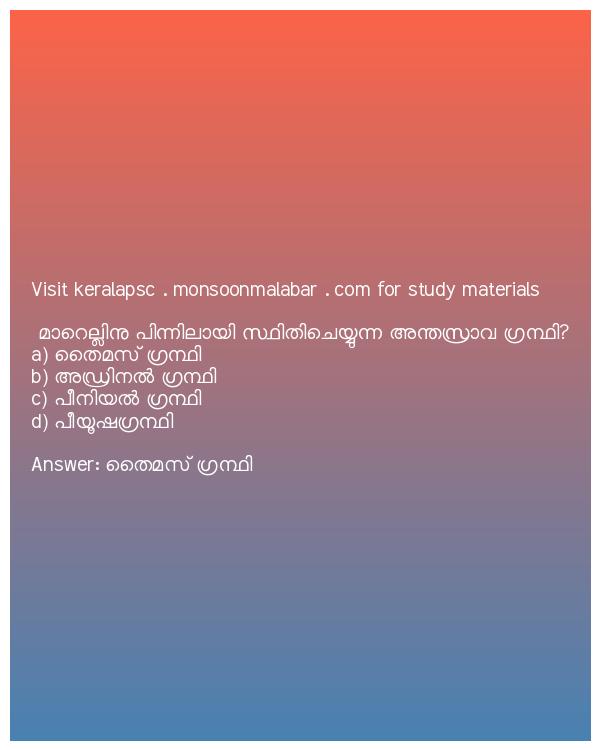 Visit keralapsc . monsoonmalabar . com for study materials
മാറെല്ലിനു പിന്നിലായി സ്ഥിതിചെയ്യുന്ന അന്തസ്രാവ ഗ്രന്ഥി?
a) തൈമസ് ഗ്രന്ഥി
b) അഡ്രിനൽ ഗ്രന്ഥി
c) പീനിയൽ ഗ്രന്ഥി
d) പീയൂഷഗ്രന്ഥി
Answer: തൈമസ് ഗ്രന്ഥി